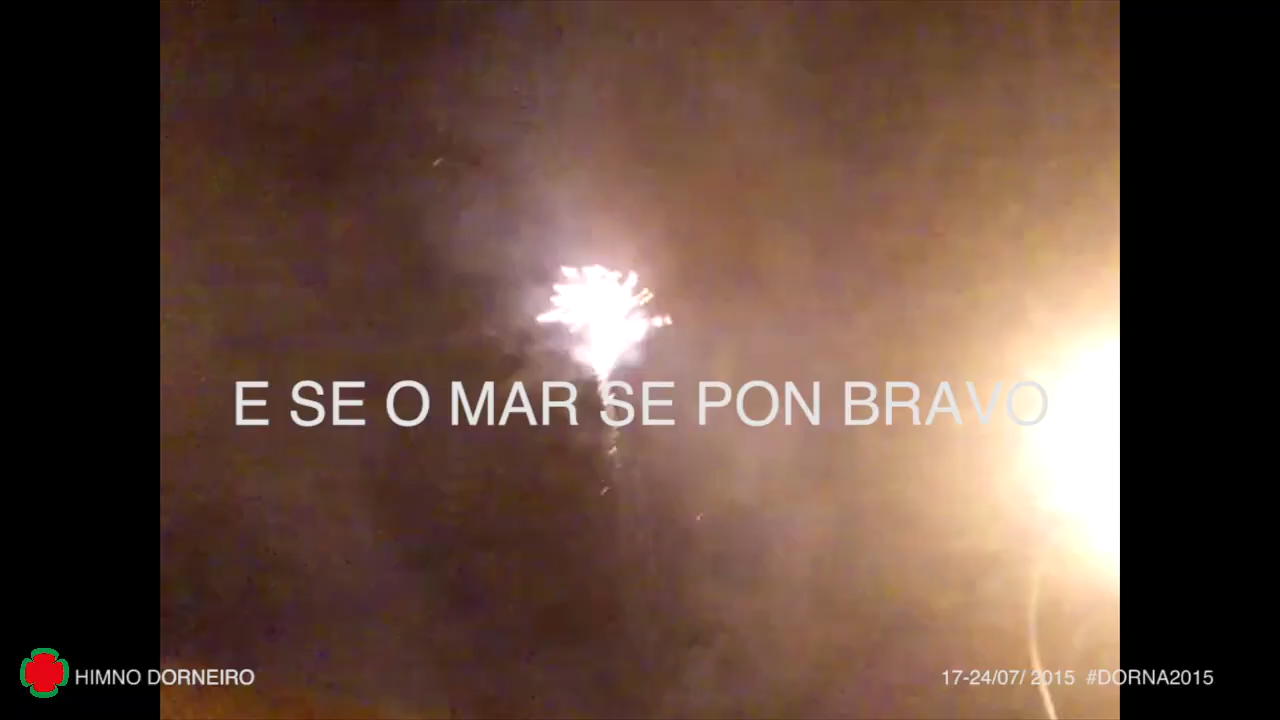 E SE O MAR SE PON BRAVO
HIMNO DORNEIRO
17-24/07/ 2015 #DORNA2015